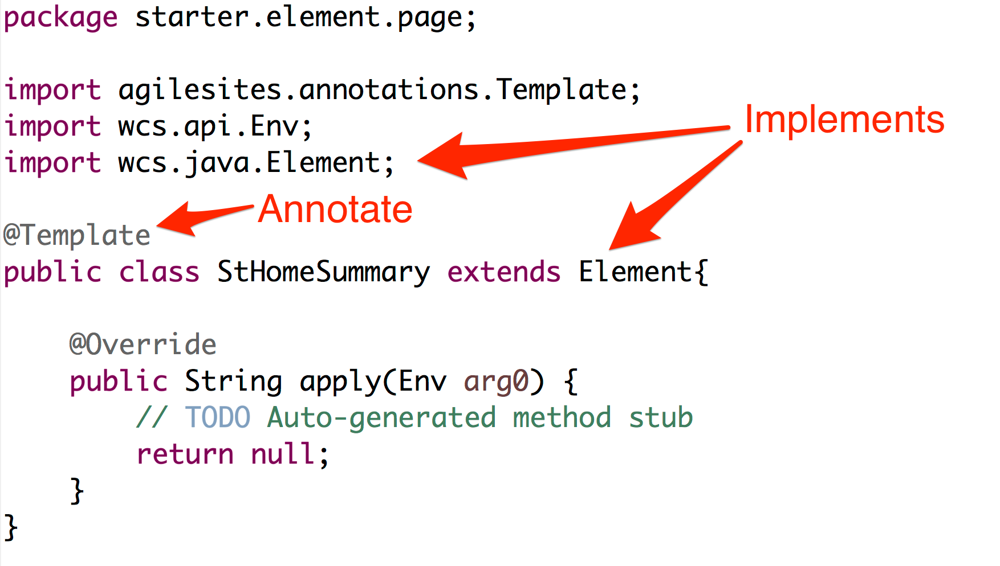 package starter.element.page;
import agilesites.annotations.Template;
import wcs.api.Env;
Implements
import wcs.java.Element;
Annotate
@Template
public class StHomeSummary extends Element{
@Override
public String apply(Env arg0) {
// TODO Auto-generated method stub
return null;
}
}